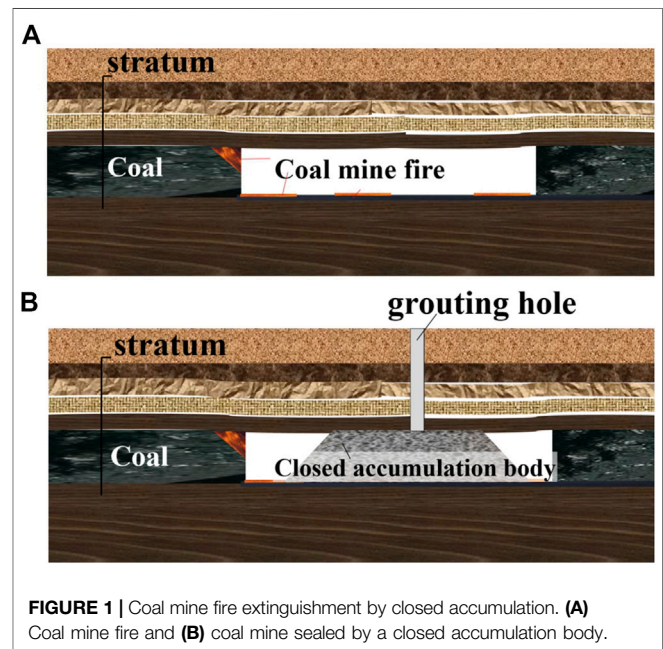 A
stratum
Coal
Coal mine fire
B
grouting hole
stratum
Coal
Closed accumulation body
FIGURE 1 | Coal mine fire extinguishment by closed accumulation. (A)
Coal mine fire and (B) coal mine sealed by a closed accumulation body.